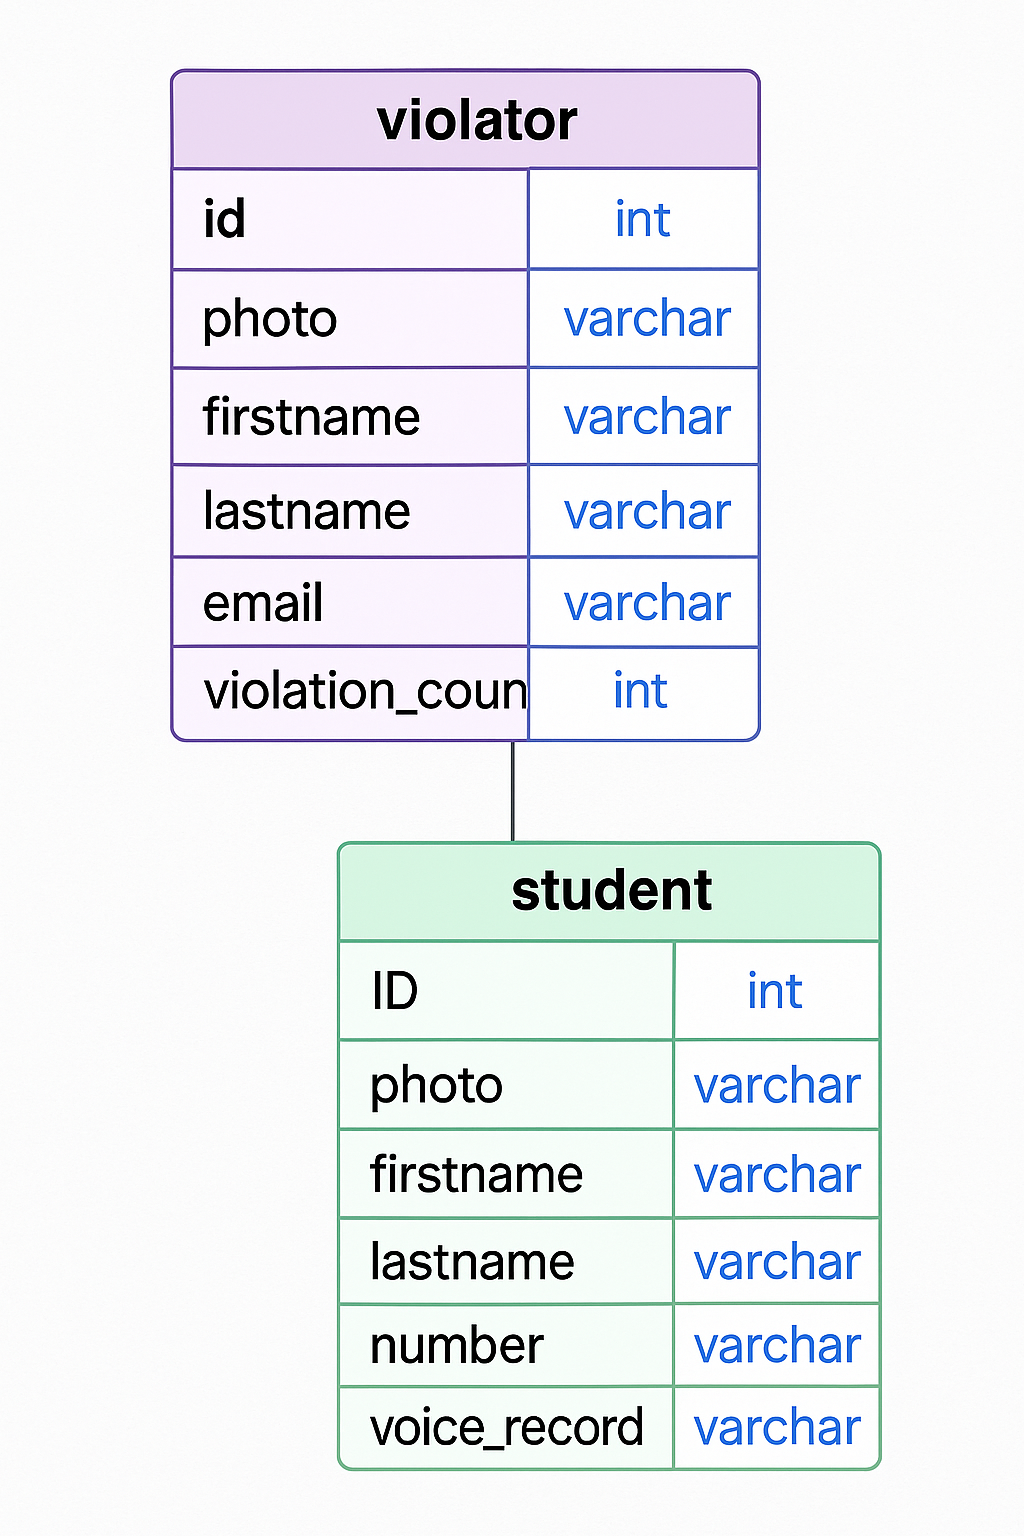 violator
id int
photo varchar
firstname varchar
lastname varchar
email varchar
violation_coun int
student
ID int
photo varchar
firstname varchar
lastname varchar
number varchar
voice_record varchar